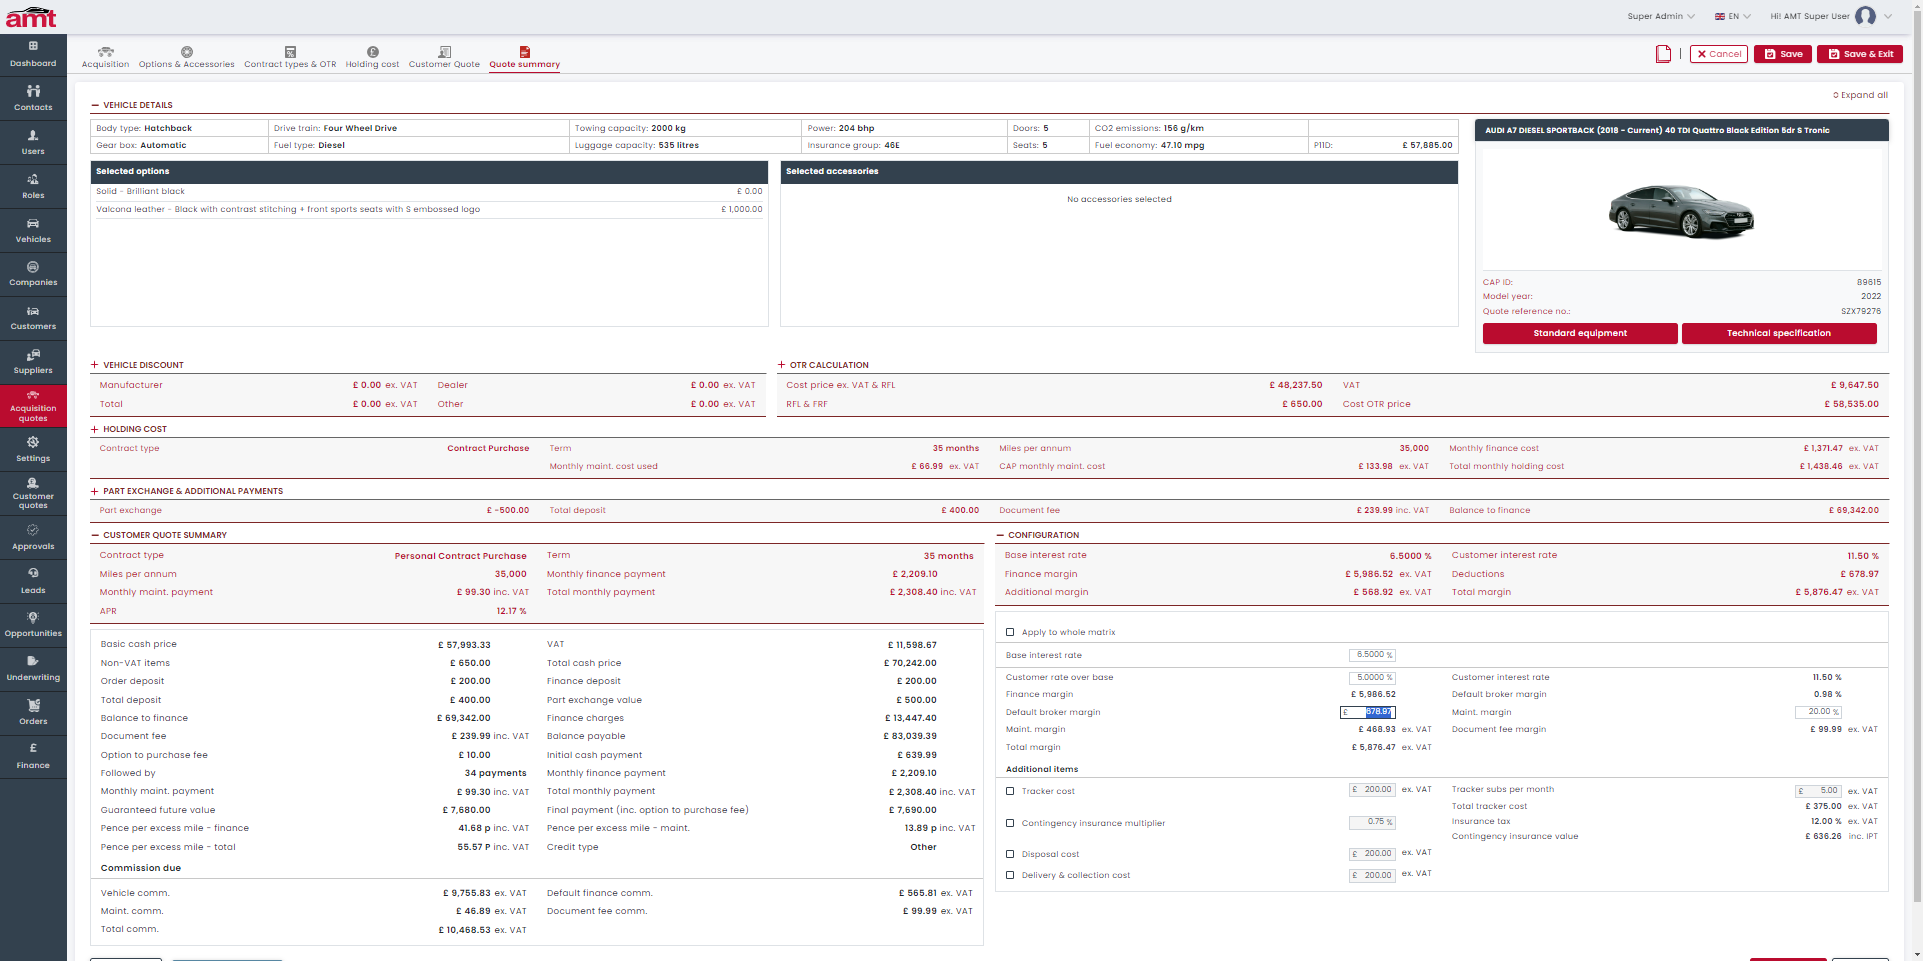 amt
Super Admin
EN
Hi! AMT Super User
Dashboard
Contacts
Users
Roles
Vehicles
Companies
Customers
Suppliers
Acquisition quotes
Settings
Customer quotes
Approvals
Leads
Opportunities
Underwriting
Orders
Finance
Acquisition
Options & Accessories
Contract types & OTR
Holding cost
Customer Quote
Quote summary
Cancel
Save
Save & Exit
Expand all
VEHICLE DETAILS
Body type: Hatchback Drive train: Four Wheel Drive Towing capacity: 2000 kg Power: 204 bhp Doors: 5 CO2 emissions: 156 g/km
Gear box: Automatic Fuel type: Diesel Luggage capacity: 535 litres Insurance group: 46E Seats: 5 Fuel economy: 47.10 mpg P11D: £ 57,885.00
Selected options
Solid - Brilliant black £ 0.00
Valcona leather - Black with contrast stitching + front sports seats with S embossed logo £ 1,000.00
Selected accessories
No accessories selected
AUDI A7 DIESEL SPORTBACK (2018 - Current) 40 TDI Quattro Black Edition 5dr S Tronic
CAP ID: 89615
Model year: 2022
Quote reference no.: SZX79276
Standard equipment Technical specification
VEHICLE DISCOUNT
Manufacturer £ 0.00 ex. VAT Dealer £ 0.00 ex. VAT
Total £ 0.00 ex. VAT Other £ 0.00 ex. VAT
OTR CALCULATION
Cost price ex. VAT & RFL £ 48,237.50 VAT £ 9,647.50
RFL & FRF £ 650.00 Cost OTR price £ 58,535.00
HOLDING COST
Contract type Contract Purchase Term 35 months Miles per annum 35,000 Monthly finance cost £ 1,371.47 ex. VAT
Monthly maint. cost used £ 66.99 ex. VAT CAP monthly maint. cost £ 133.98 ex. VAT Total monthly holding cost £ 1,438.46 ex. VAT
PART EXCHANGE & ADDITIONAL PAYMENTS
Part exchange £ -500.00 Total deposit £ 400.00 Document fee £ 239.99 inc. VAT Balance to finance £ 69,342.00
CUSTOMER QUOTE SUMMARY
Contract type Personal Contract Purchase Term 35 months
Miles per annum 35,000 Monthly finance payment £ 2,209.10
Monthly maint. payment £ 99.30 inc. VAT Total monthly payment £ 2,308.40 inc. VAT
APR 12.17 %
Basic cash price £ 57,993.33 VAT £ 11,598.67
Non-VAT items £ 650.00 Total cash price £ 70,242.00
Order deposit £ 200.00 Finance deposit £ 200.00
Total deposit £ 400.00 Part exchange value £ 500.00
Balance to finance £ 69,342.00 Finance charges £ 13,447.40
Document fee £ 239.99 inc. VAT Balance payable £ 83,039.39
Option to purchase fee £ 10.00 Initial cash payment £ 639.99
Followed by 34 payments Monthly finance payment £ 2,209.10
Monthly maint. payment £ 99.30 inc. VAT Total monthly payment £ 2,308.40 inc. VAT
Guaranteed future value £ 7,680.00 Final payment (inc. option to purchase fee) £ 7,690.00
Pence per excess mile - finance 41.68 p inc. VAT Pence per excess mile - maint. 13.89 p inc. VAT
Pence per excess mile - total 55.57 P inc. VAT Credit type Other
Commission due
Vehicle comm. £ 9,755.83 ex. VAT Default finance comm. £ 565.81 ex. VAT
Maint. comm. £ 46.89 ex. VAT Document fee comm. £ 99.99 ex. VAT
Total comm. £ 10,468.53 ex. VAT
CONFIGURATION
Base interest rate 6.5000 % Customer interest rate 11.50 %
Finance margin £ 5,986.52 ex. VAT Deductions £ 678.97
Additional margin £ 568.92 ex. VAT Total margin £ 5,876.47 ex. VAT
Apply to whole matrix
Base interest rate 6.5000 %
Customer rate over base 5.0000 % Customer interest rate 11.50 %
Finance margin £ 5,986.52 Default broker margin 0.98 %
Default broker margin £ 678.97 Maint. margin 20.00 %
Maint. margin £ 468.93 ex. VAT Document fee margin £ 99.99 ex. VAT
Total margin £ 5,876.47 ex. VAT
Additional items
Tracker cost £ 200.00 ex. VAT Tracker subs per month £ 5.00 ex. VAT
Total tracker cost £ 375.00 ex. VAT
Contingency insurance multiplier 0.75 % Insurance tax 12.00 % ex. VAT
Contingency insurance value £ 636.26 inc. IPT
Disposal cost £ 200.00 ex. VAT
Delivery & collection cost £ 200.00 ex. VAT